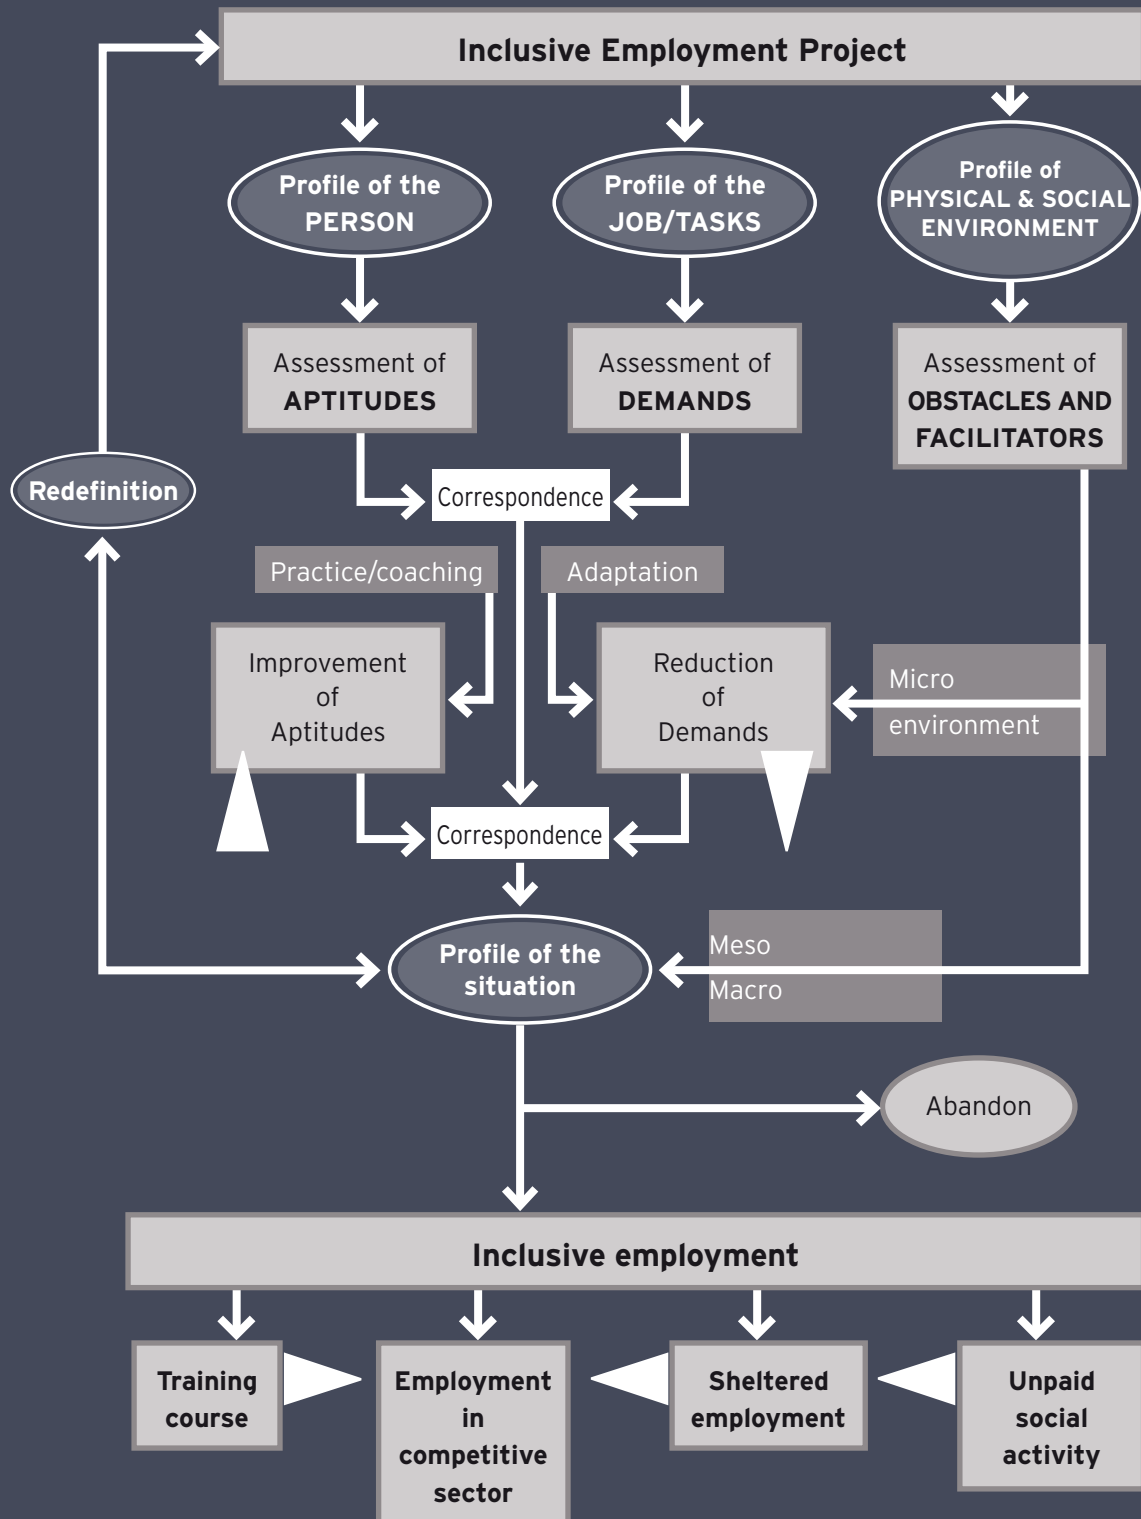 Inclusive Employment Project
Profile of the
PERSON
Profile of the
JOB/TASKS
Profile of
PHYSICAL & SOCIAL
ENVIRONMENT
Assessment of
APTITUDES
Assessment of
DEMANDS
Assessment of
OBSTACLES AND
FACILITATORS
Redefinition
Correspondence
Practice/coaching
Adaptation
Improvement
of
Aptitudes
Reduction
of
Demands
Micro
environment
Correspondence
Profile of the
situation
Meso
Macro
Abandon
Inclusive employment
Training
course
Employment
in
competitive
sector
Sheltered
employment
Unpaid
social
activity